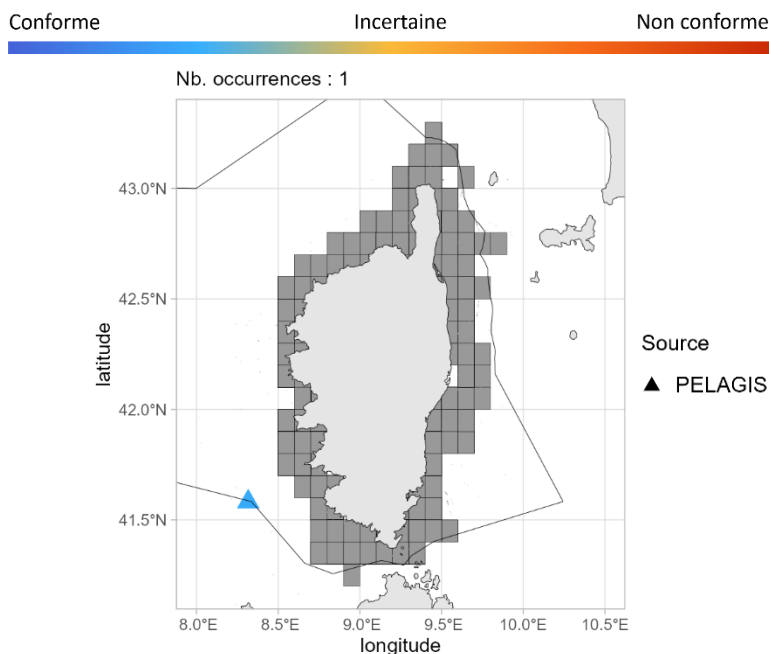 Conforme Incertaine Non conforme
Nb. occurrences : 1
43.0°N
42.5°N
42.0°N
41.5°N
latitude
8.0°E 8.5°E 9.0°E 9.5°E 10.0°E 10.5°E
longitude
Source
PELAGIS